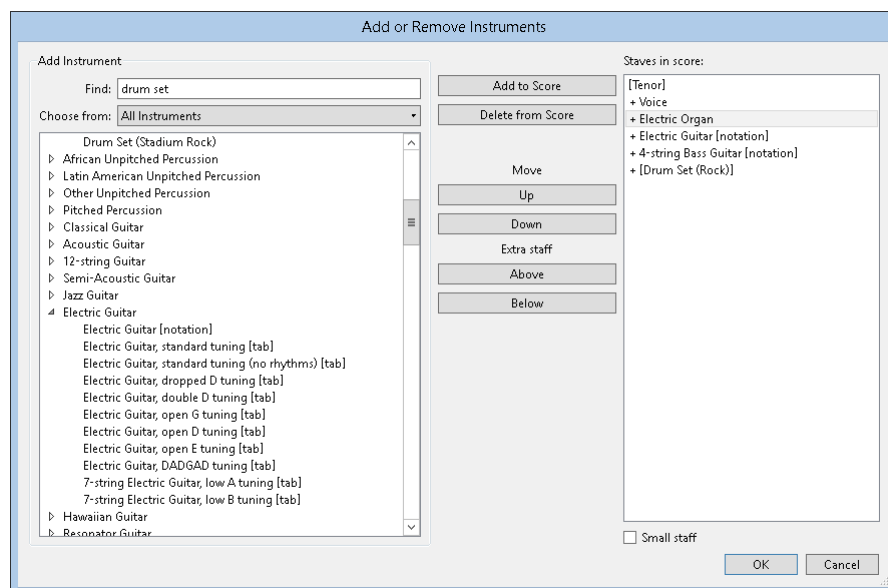 Add or Remove Instruments
Add Instrument
Find: drum set
Choose from: All Instruments
Drum Set (Stadium Rock)
African Unpitched Percussion
Latin American Unpitched Percussion
Other Unpitched Percussion
Pitched Percussion
Classical Guitar
Acoustic Guitar
12-string Guitar
Semi-Acoustic Guitar
Jazz Guitar
Electric Guitar
Electric Guitar [notation]
Electric Guitar, standard tuning [tab]
Electric Guitar, standard tuning (no rhythms) [tab]
Electric Guitar, dropped D tuning [tab]
Electric Guitar, double D tuning [tab]
Electric Guitar, open G tuning [tab]
Electric Guitar, open D tuning [tab]
Electric Guitar, open E tuning [tab]
Electric Guitar, DADGAD tuning [tab]
7-string Electric Guitar, low A tuning [tab]
7-string Electric Guitar, low B tuning [tab]
Hawaiian Guitar
Resonator Guitar
Add to Score
Delete from Score
Move
Up
Down
Extra staff
Above
Below
Staves in score:
[Tenor]
+ Voice
+ Electric Organ
+ Electric Guitar [notation]
+ 4-string Bass Guitar [notation]
+ [Drum Set (Rock)]
Small staff
OK
Cancel